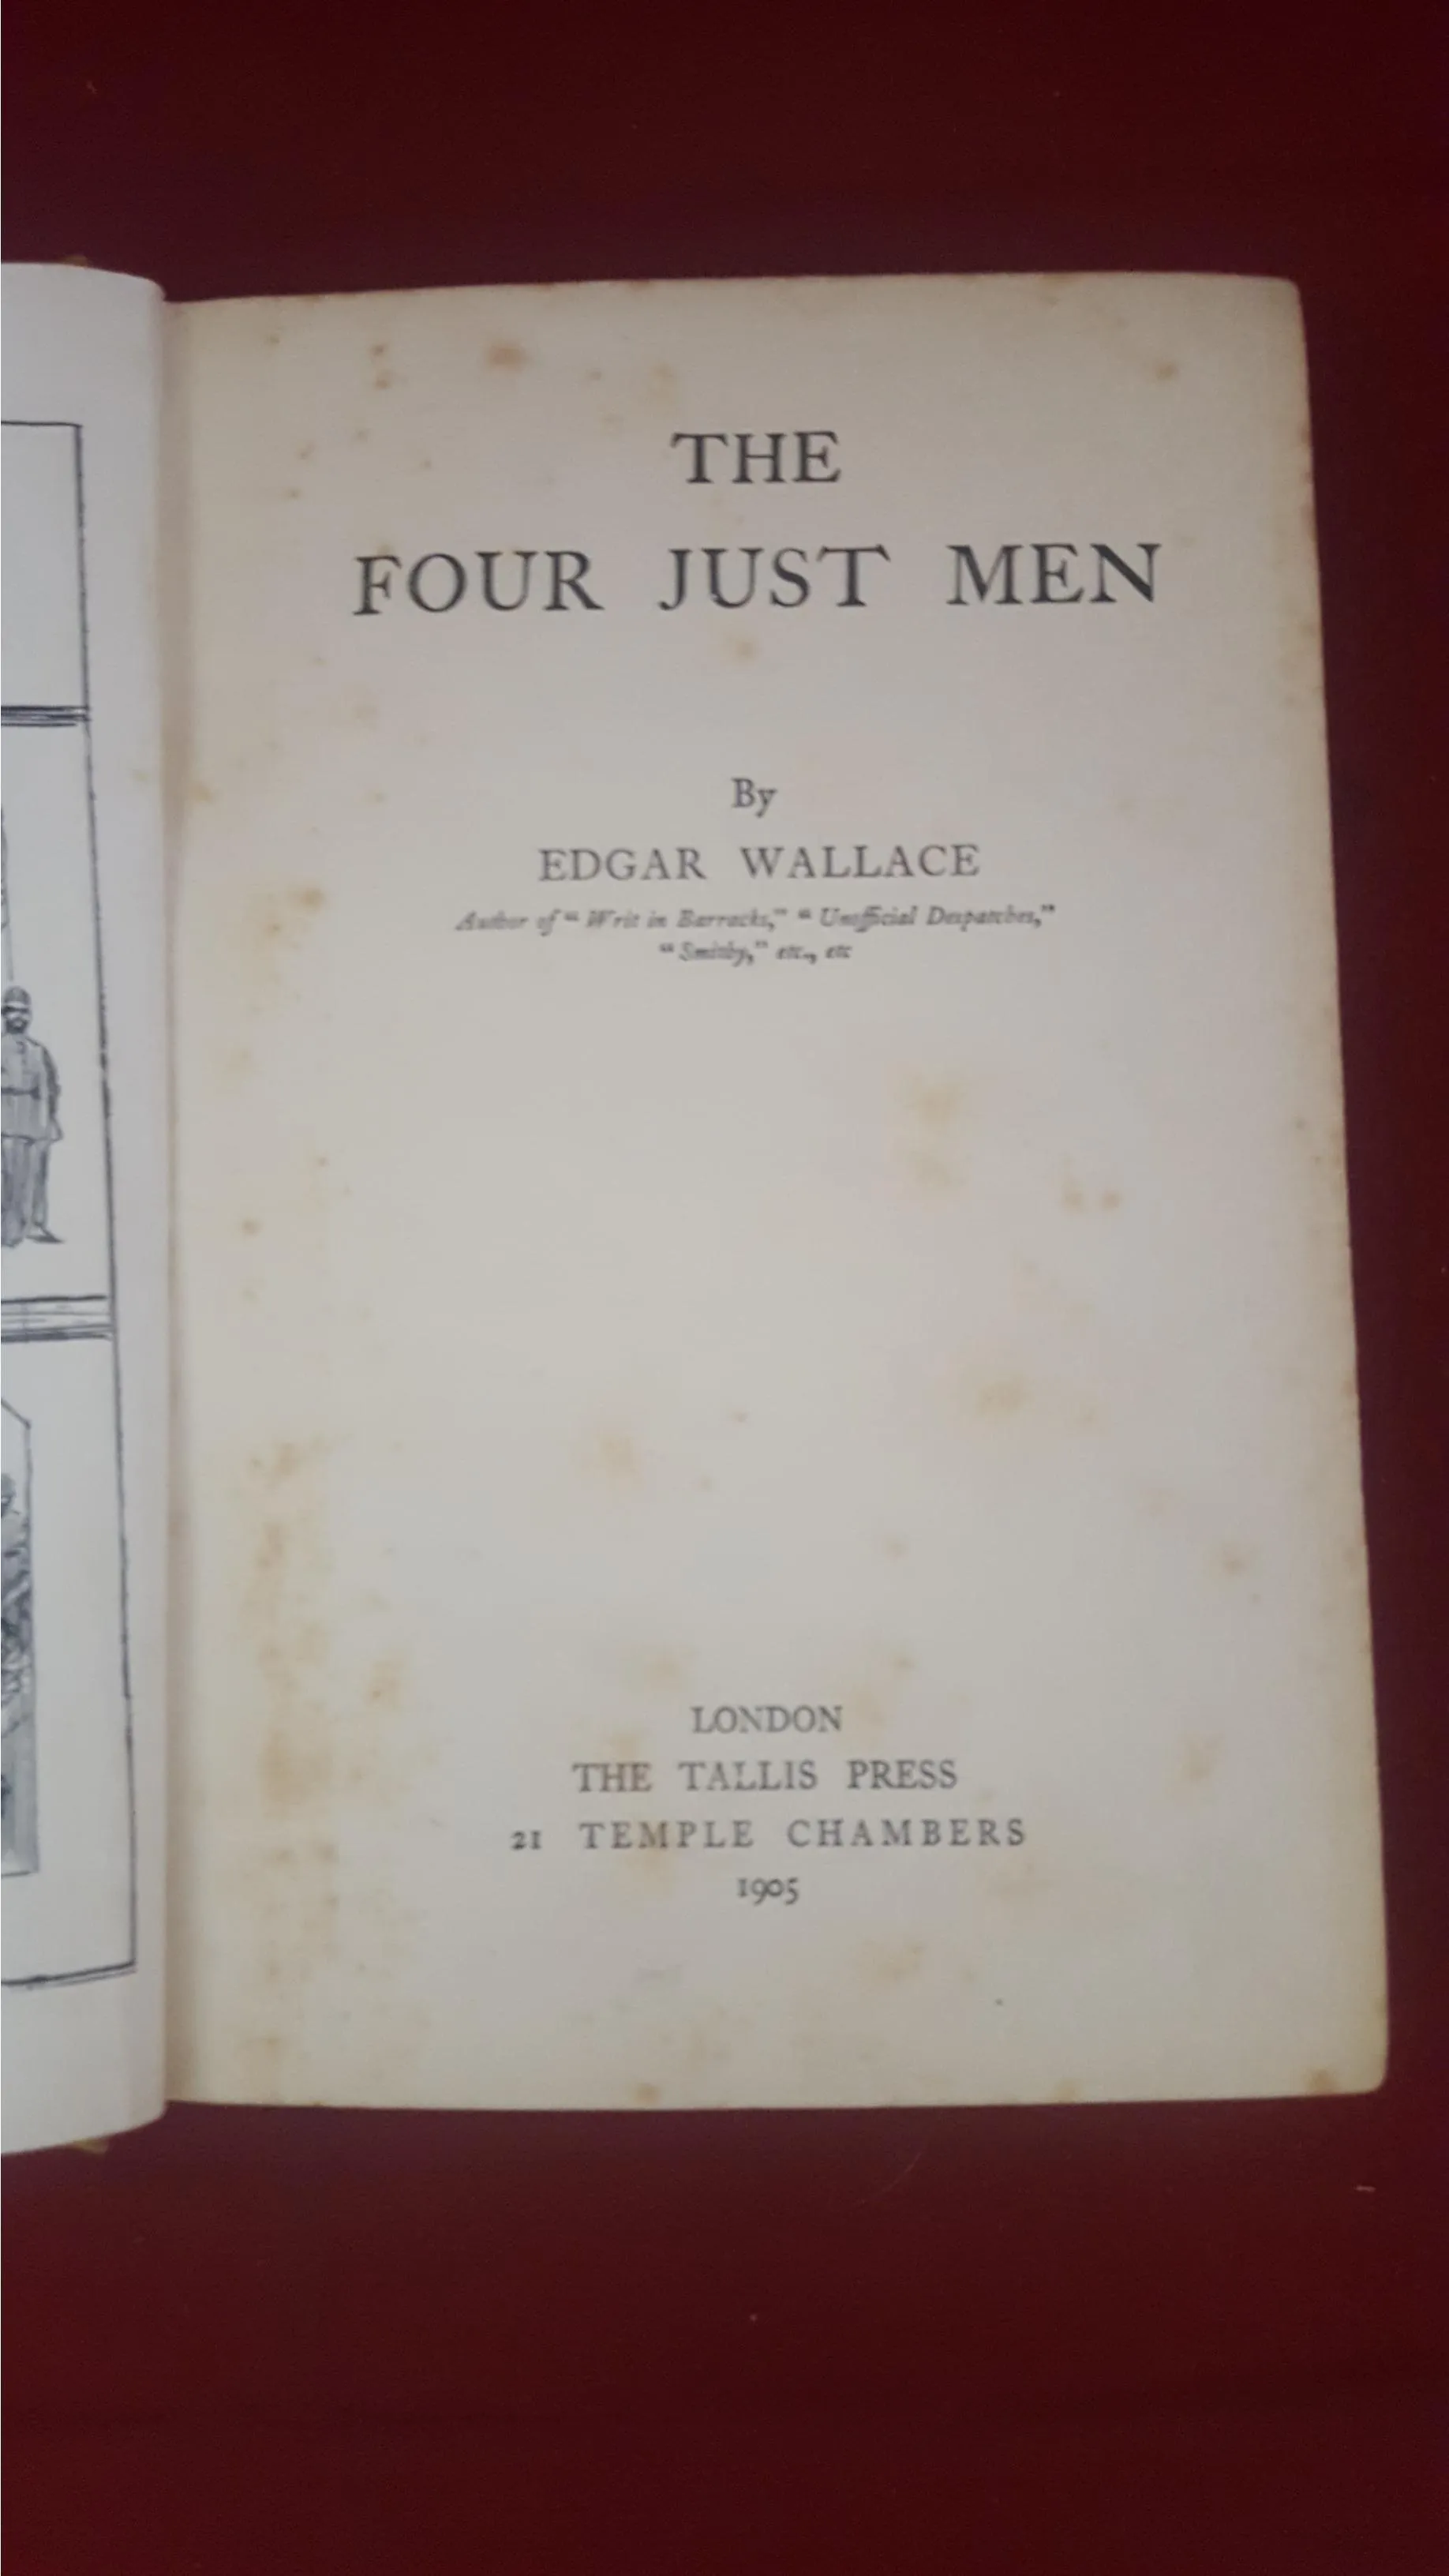 THE
FOUR JUST MEN
By
EDGAR WALLACE
Author of “Writ in Barracks,” “Unofficial Despatches,”
“Smithy,” etc., etc
LONDON
THE TALLIS PRESS
21 TEMPLE CHAMBERS
1905